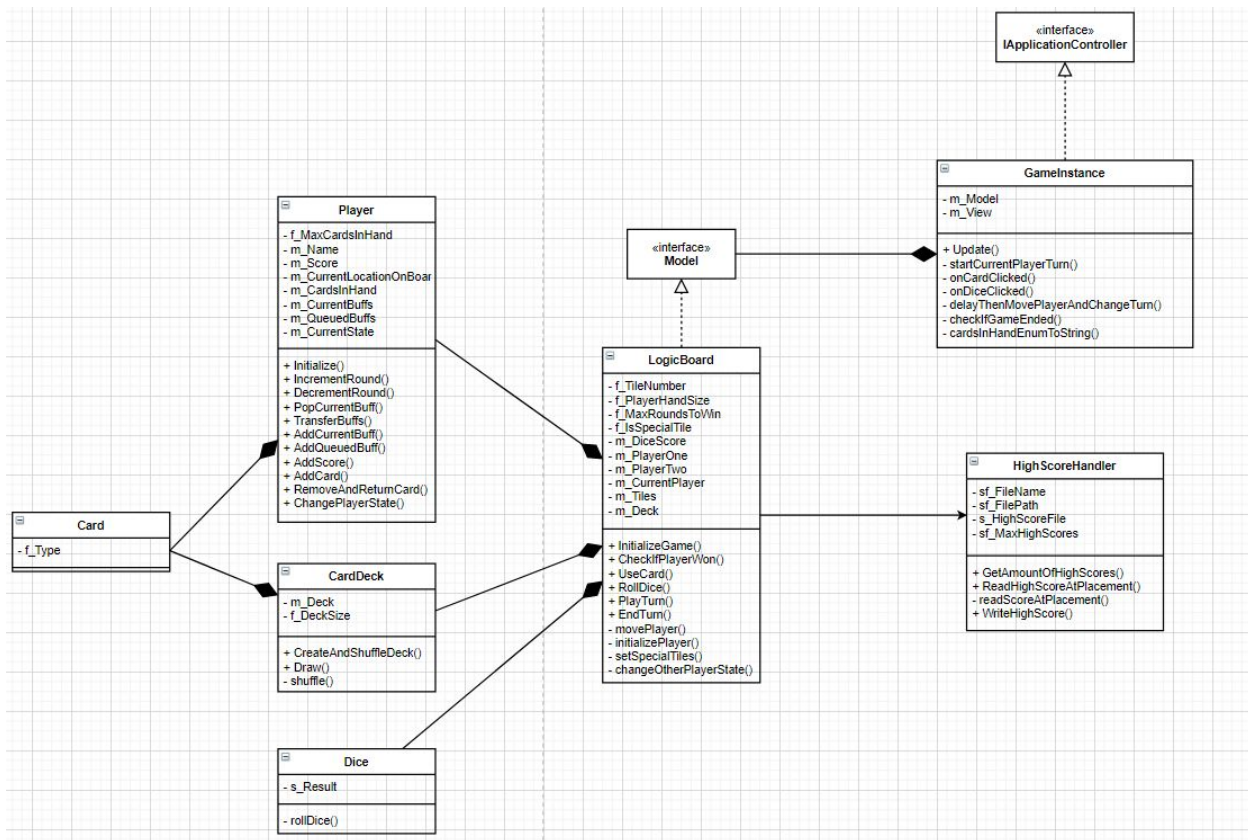 «interface»
IApplicationController
GameInstance
- m_Model
- m_View
+ Update()
- startCurrentPlayerTurn()
- onCardClicked()
- onDiceClicked()
- delayThenMovePlayerAndChangeTurn()
- checkIfGameEnded()
- cardsInHandEnumToString()
Player
- f_MaxCardsInHand
- m_Name
- m_Score
- m_CurrentLocationOnBoar
- m_CardsInHand
- m_CurrentBuffs
- m_QueuedBuffs
- m_CurrentState
+ Initialize()
+ IncrementRound()
+ DecrementRound()
+ PopCurrentBuff()
+ TransferBuffs()
+ AddCurrentBuff()
+ AddQueuedBuff()
+ AddScore()
+ AddCard()
+ RemoveAndReturnCard()
+ ChangePlayerState()
«interface»
Model
LogicBoard
- f_TileNumber
- f_PlayerHandSize
- f_MaxRoundsToWin
- f_IsSpecialTile
- m_DiceScore
- m_PlayerOne
- m_PlayerTwo
- m_CurrentPlayer
- m_Tiles
- m_Deck
+ InitializeGame()
+ CheckIfPlayerWon()
+ UseCard()
+ RollDice()
+ PlayTurn()
+ EndTurn()
- movePlayer()
- initializePlayer()
- setSpecialTiles()
- changeOtherPlayerState()
HighScoreHandler
- sf_FileName
- sf_FilePath
- s_HighScoreFile
- sf_MaxHighScores
+ GetAmountOfHighScores()
+ ReadHighScoreAtPlacement()
- readScoreAtPlacement()
+ WriteHighScore()
Card
- f_Type
CardDeck
- m_Deck
- f_DeckSize
+ CreateAndShuffleDeck()
+ Draw()
- shuffle()
Dice
- s_Result
- rollDice()